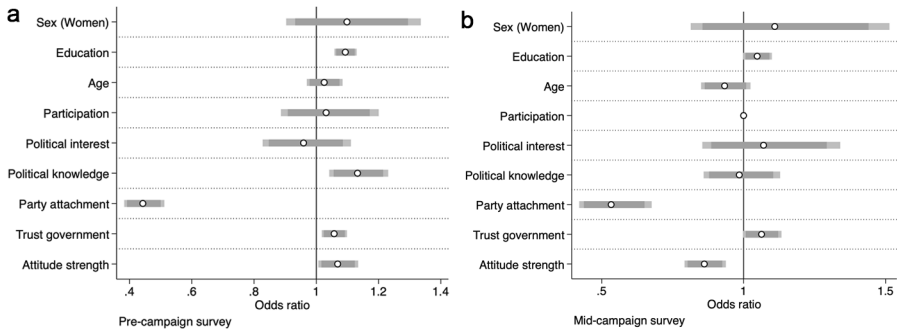 a
Sex (Women)
Education
Age
Participation
Political interest
Political knowledge
Party attachment
Trust government
Attitude strength
.4 .6 .8 1 1.2 1.4
Odds ratio
Pre-campaign survey
b
Sex (Women)
Education
Age
Participation
Political interest
Political knowledge
Party attachment
Trust government
Attitude strength
.5 1 1.5
Odds ratio
Mid-campaign survey